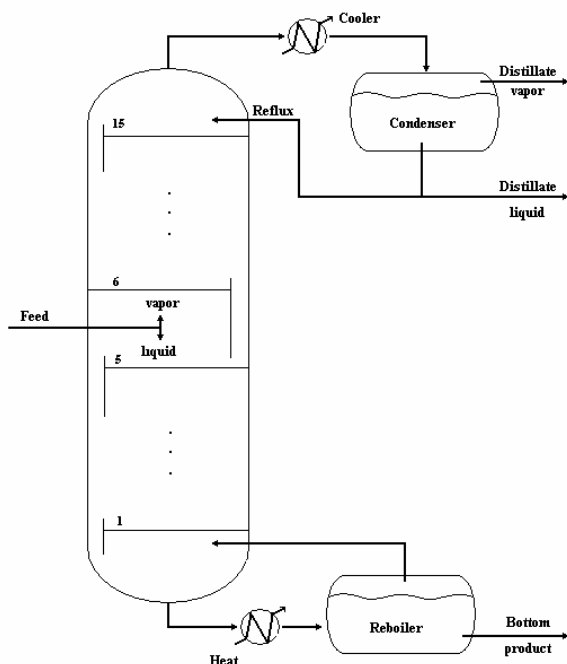 Cooler
Distillate
vapor
Condenser
15
Reflux
Distillate
liquid
6
vapor
Feed
liquid
5
1
Reboiler
Bottom
product
Heat